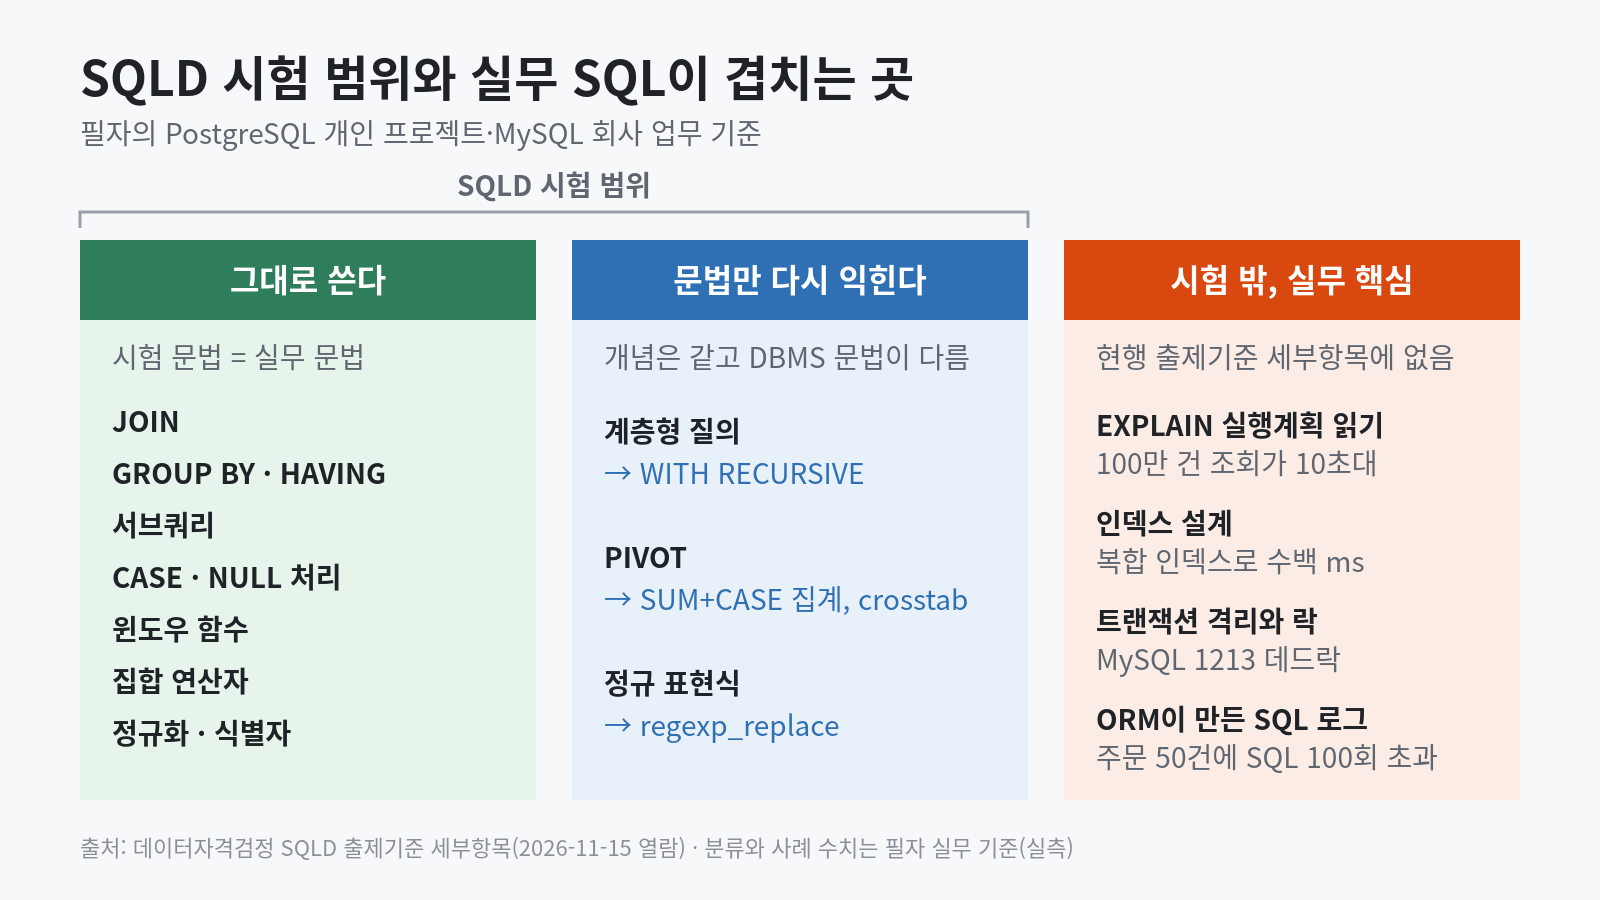 SQLD 시험 범위와 실무 SQL이 겹치는 곳
필자의 PostgreSQL 개인 프로젝트·MySQL 회사 업무 기준
SQLD 시험 범위
그대로 쓴다
시험 문법 = 실무 문법
JOIN
GROUP BY · HAVING
서브쿼리
CASE · NULL 처리
윈도우 함수
집합 연산자
정규화 · 식별자
문법만 다시 익힌다
개념은 같고 DBMS 문법이 다름
계층형 질의
→ WITH RECURSIVE
PIVOT
→ SUM+CASE 집계, crosstab
정규 표현식
→ regexp_replace
시험 밖, 실무 핵심
현행 출제기준 세부항목에 없음
EXPLAIN 실행계획 읽기
100만 건 조회가 10초대
인덱스 설계
복합 인덱스로 수백 ms
트랜잭션 격리와 락
MySQL 1213 데드락
ORM이 만든 SQL 로그
주문 50건에 SQL 100회 초과
출처: 데이터자격검정 SQLD 출제기준 세부항목(2026-11-15 열람) · 분류와 사례 수치는 필자 실무 기준(실측)